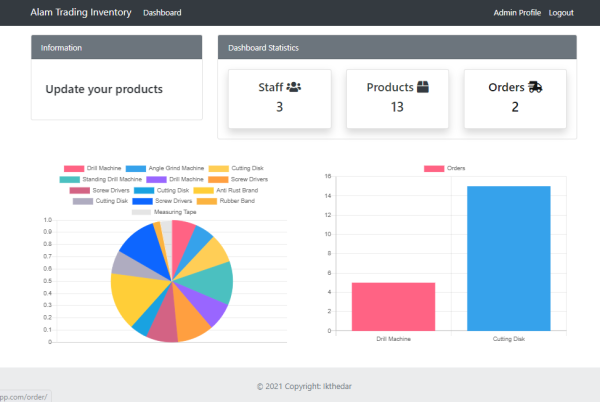 Alam Trading Inventory Dashboard Admin Profile Logout
Information
Update your products
Dashboard Statistics
Staff
3
Products
13
Orders
2
Drill Machine Angle Grind Machine Cutting Disk
Standing Drill Machine Drill Machine Screw Drivers
Screw Drivers Cutting Disk Anti Rust Brand
Cutting Disk Screw Drivers Rubber Band
Measuring Tape
1.0
0.9
0.8
0.7
0.6
0.5
0.4
0.3
0.2
0.1
0
Orders
16
14
12
10
8
6
4
2
0
Drill Machine Cutting Disk
© 2021 Copyright: Ikthedar
pp.com/order/